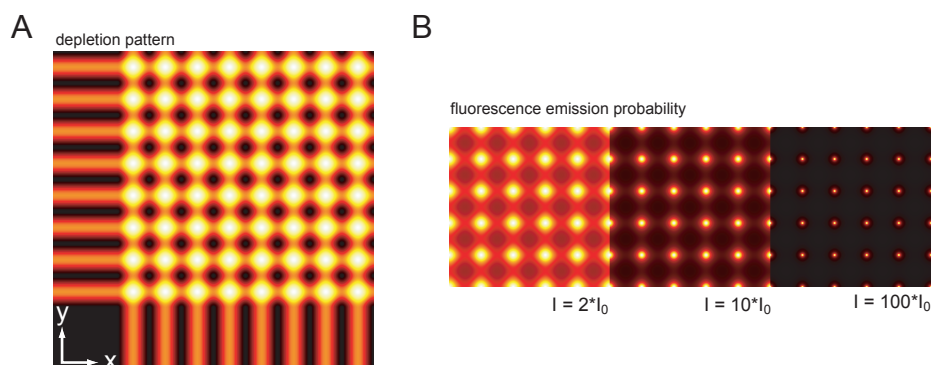 A
depletion pattern
y
x
B
fluorescence emission probability
I = 2*I₀
I = 10*I₀
I = 100*I₀